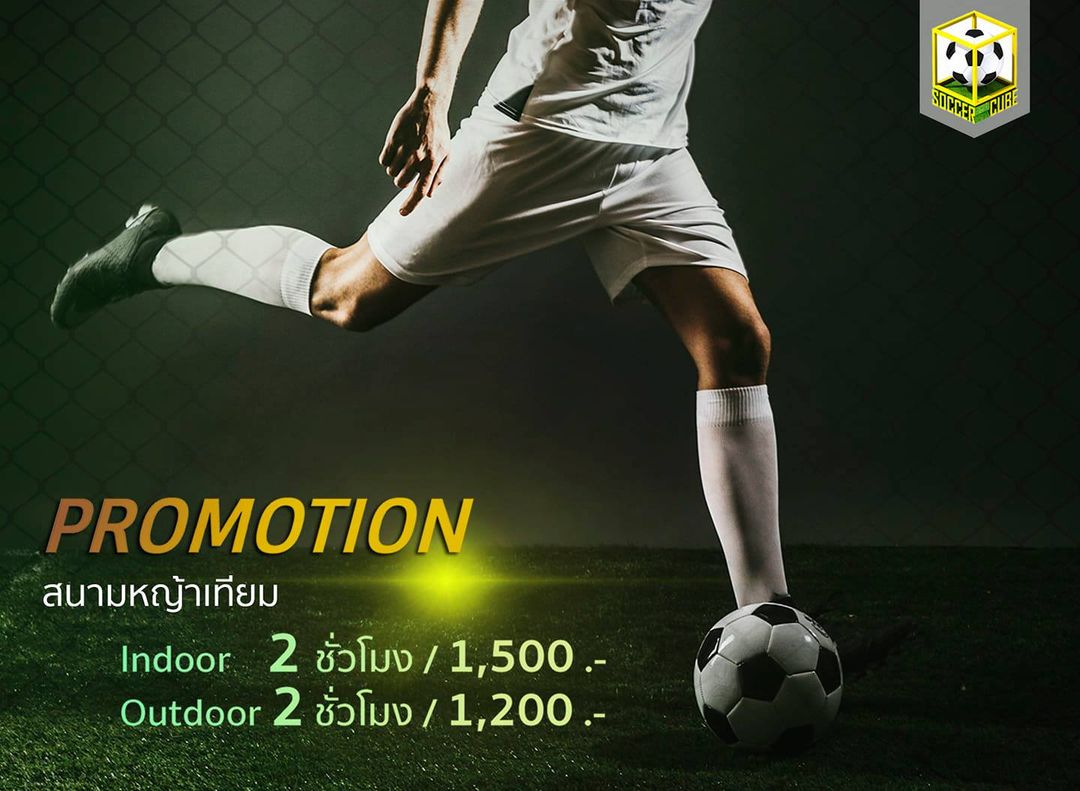 SOCCER CUBE
PROMOTION
สนามหญ้าเทียม
Indoor 2 ชั่วโมง / 1,500 .-
Outdoor 2 ชั่วโมง / 1,200 .-